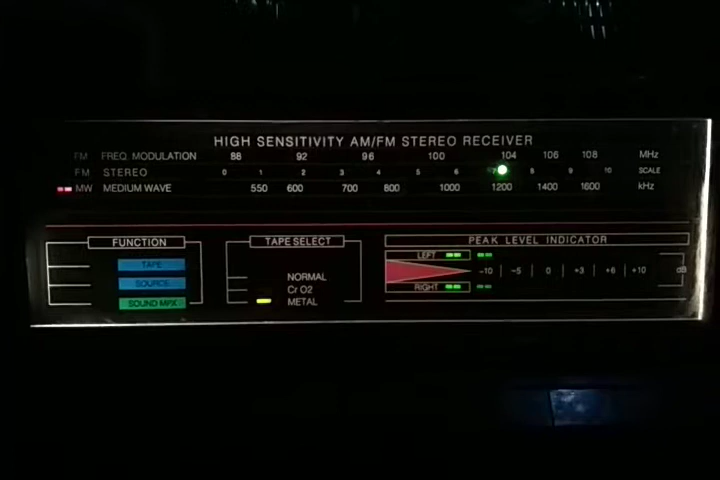 HIGH SENSITIVITY AM/FM STEREO RECEIVER
FM FREQ. MODULATION 88 92 96 100 104 106 108 MHz
FM STEREO 0 1 2 3 4 5 6 7 8 9 10 SCALE
MW MEDIUM WAVE 550 600 700 800 1000 1200 1400 1600 kHz
FUNCTION TAPE SELECT PEAK LEVEL INDICATOR
LEFT
TAPE
NORMAL -10 -5 0 +3 +6 +10 dB
SOURCE Cr O2 RIGHT
SOUND MPX METAL